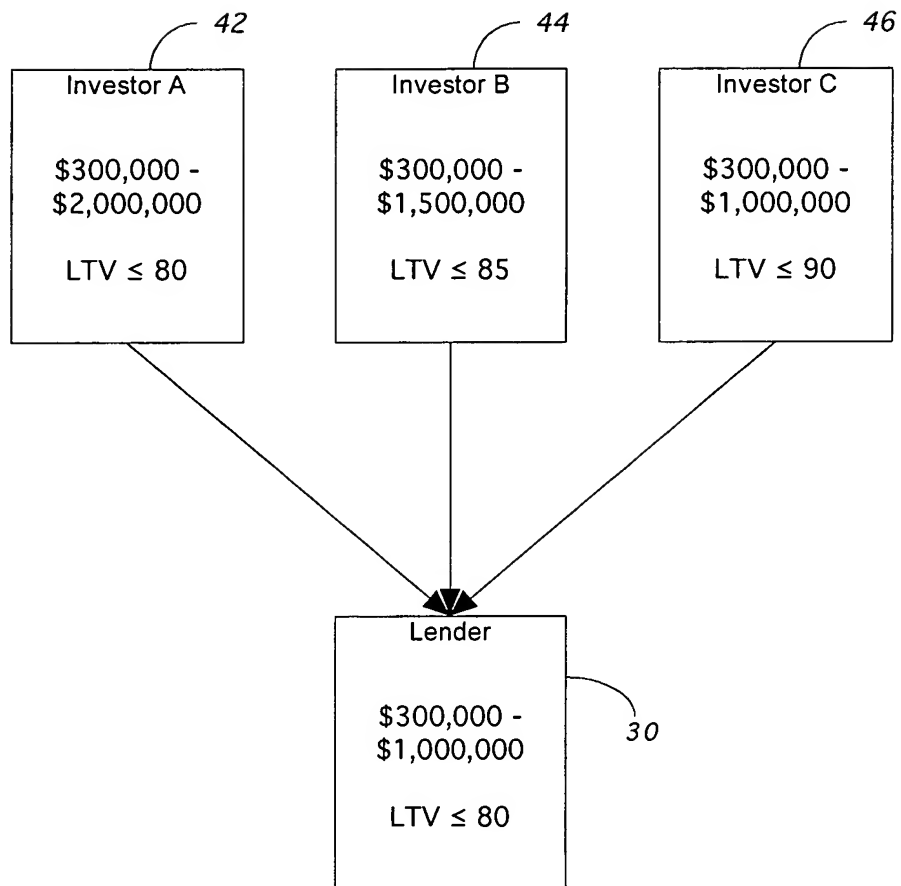 42
44
46
Investor A
$300,000 -
$2,000,000
LTV ≤ 80
Investor B
$300,000 -
$1,500,000
LTV ≤ 85
Investor C
$300,000 -
$1,000,000
LTV ≤ 90
Lender
$300,000 -
$1,000,000
LTV ≤ 80
30